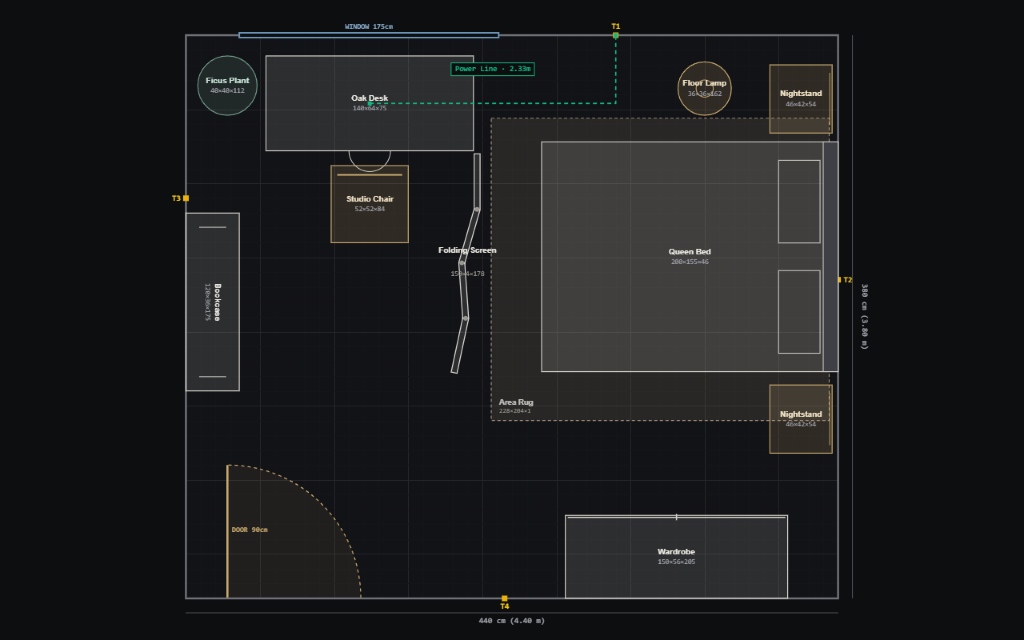 WINDOW 175cm
T1
Power Line · 2.33m
Ficus Plant
40×40×112
Oak Desk
140×64×75
Floor Lamp
36×36×162
Nightstand
46×42×54
T3
Studio Chair
52×52×84
Folding Screen
150×4×178
Queen Bed
208×155×46
T2
Bookcase
120×36×175
380 cm (3.80 m)
Area Rug
228×204×1
Nightstand
46×42×54
DOOR 90cm
Wardrobe
150×56×205
T4
440 cm (4.40 m)